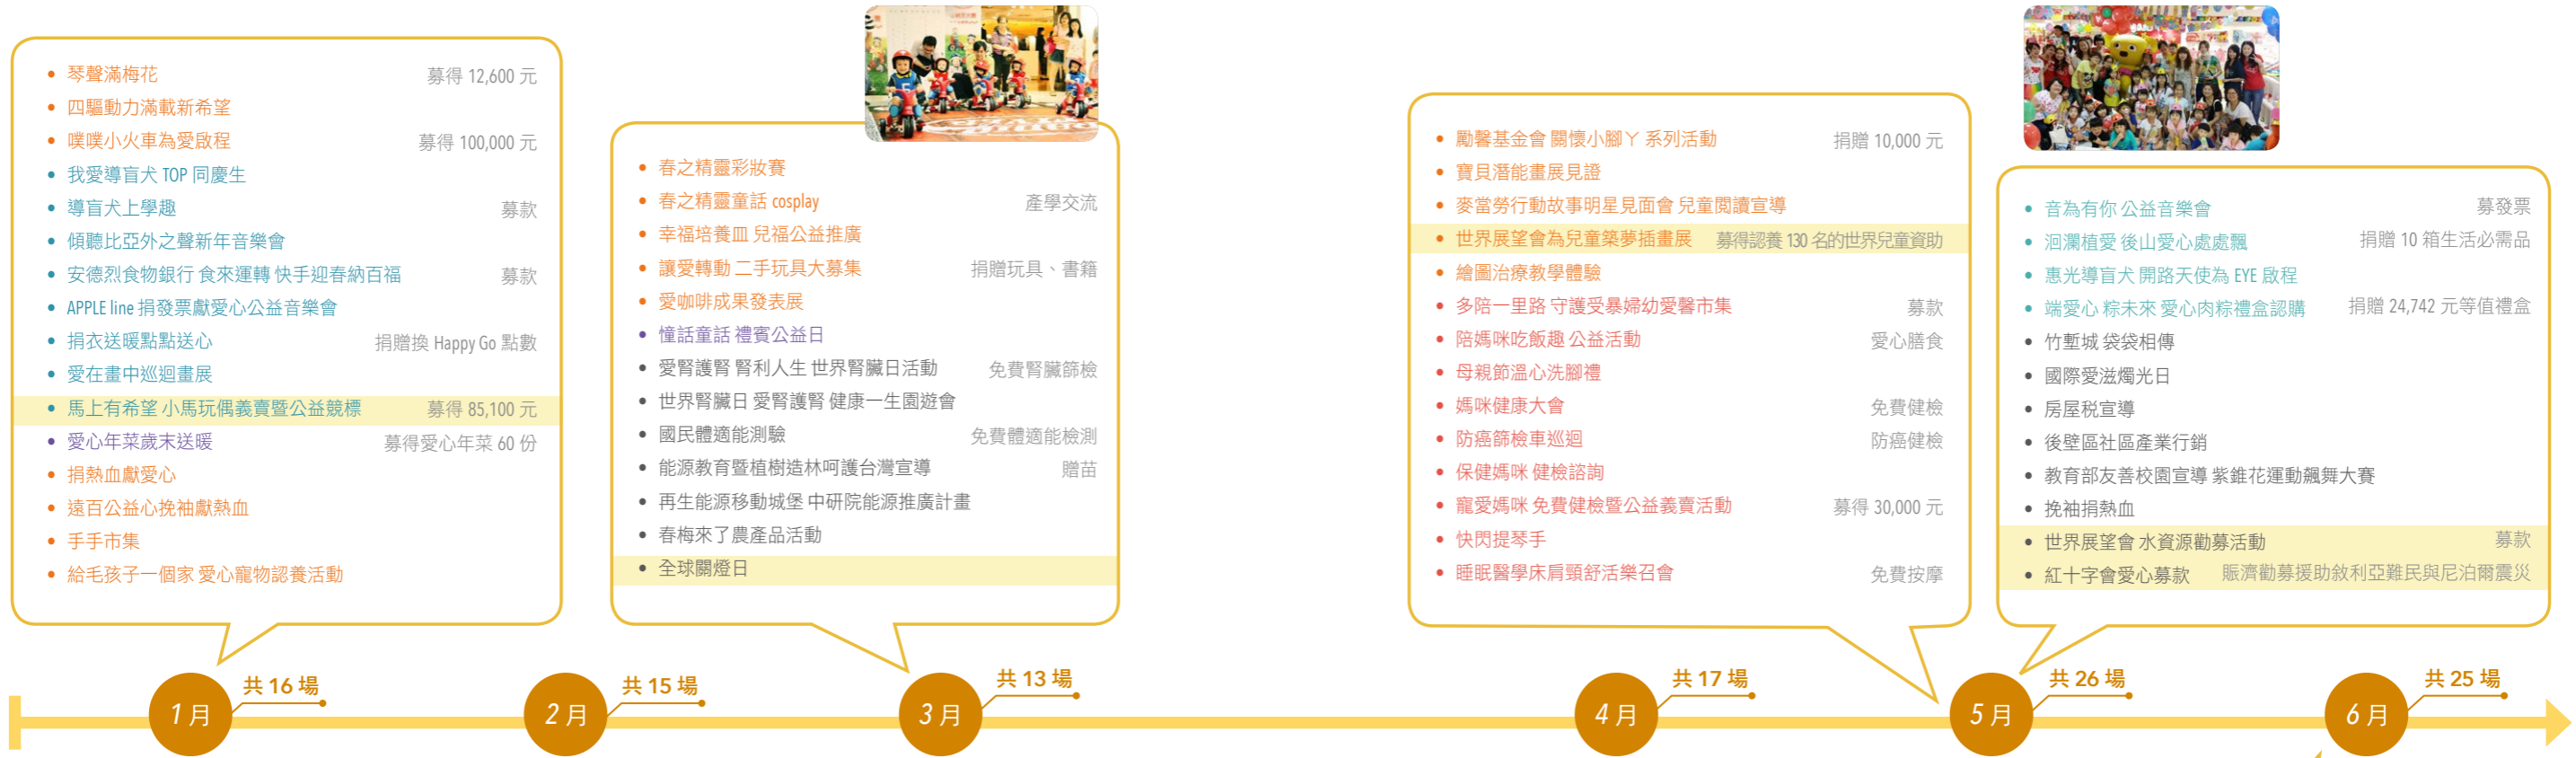 琴聲滿梅花 募得 12,600 元
四驅動力滿載新希望
噗噗小火車為愛啟程 募得 100,000 元
我愛導盲犬 TOP 同慶生
導盲犬上學趣 募款
傾聽比亞外之聲新年音樂會
安德烈食物銀行 食來運轉 快手迎春納百福 募款
APPLE line 捐發票獻愛心公益音樂會
捐衣送暖點點送心 捐贈換 Happy Go 點數
愛在畫中巡迴畫展
馬上有希望 小馬玩偶義賣暨公益競標 募得 85,100 元
愛心年菜歲末送暖 募得愛心年菜 60 份
捐熱血獻愛心
遠百公益心挽袖獻熱血
手手市集
給毛孩子一個家 愛心寵物認養活動
春之精靈彩妝賽
春之精靈童話 cosplay 產學交流
幸福培養皿 兒福公益推廣
讓愛轉動 二手玩具大募集 捐贈玩具、書籍
愛咖啡成果發表展
憧話童話 禮賓公益日
愛腎護腎 腎利人生 世界腎臟日活動 免費腎臟篩檢
世界腎臟日 愛腎護腎 健康一生園遊會
國民體適能測驗 免費體適能檢測
能源教育暨植樹造林呵護台灣宣導 贈苗
再生能源移動城堡 中研院能源推廣計畫
春梅來了農產品活動
全球關燈日
勵馨基金會 關懷小腳丫 系列活動 捐贈 10,000 元
寶貝潛能畫展見證
麥當勞行動故事明星見面會 兒童閱讀宣導
世界展望會為兒童築夢插畫展 募得認養 130 名的世界兒童資助
繪圖治療教學體驗
多陪一里路 守護受暴婦幼愛馨市集 募款
陪媽咪吃飯趣 公益活動 愛心膳食
母親節溫心洗腳禮
媽咪健康大會 免費健檢
防癌篩檢車巡迴 防癌健檢
保健媽咪 健檢諮詢
寵愛媽咪 免費健檢暨公益義賣活動 募得 30,000 元
快閃提琴手
睡眠醫學床肩頸舒活樂召會 免費按摩
音為有你 公益音樂會 募發票
洄瀾植愛 後山愛心處處飄 捐贈 10 箱生活必需品
惠光導盲犬 開路天使為 EYE 啟程
端愛心 粽未來 愛心肉粽禮盒認購 捐贈 24,742 元等值禮盒
竹塹城 袋袋相傳
國際愛滋燭光日
房屋稅宣導
後壁區社區產業行銷
教育部友善校園宣導 紫錐花運動飆舞大賽
挽袖捐熱血
世界展望會 水資源勸募活動 募款
紅十字會愛心募款 賑濟勸募援助敘利亞難民與尼泊爾震災
1 月 共 16 場
2 月 共 15 場
3 月 共 13 場
4 月 共 17 場
5 月 共 26 場
6 月 共 25 場